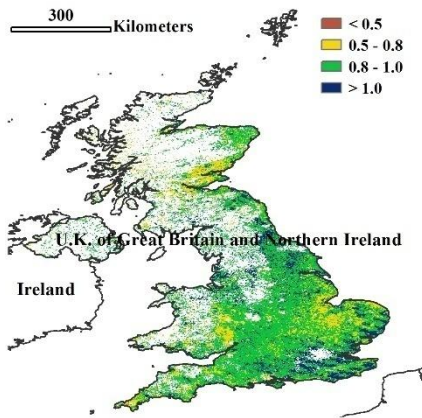 300
Kilometers
< 0.5
0.5 - 0.8
0.8 - 1.0
> 1.0
U.K. of Great Britain and Northern Ireland
Ireland